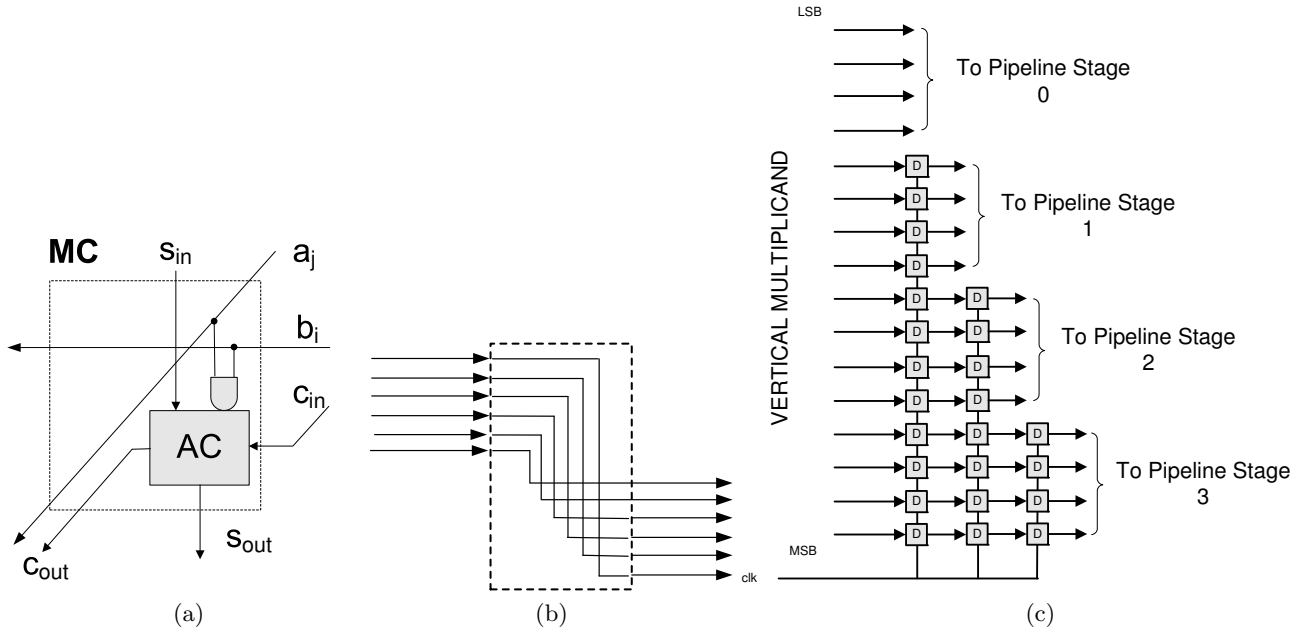 MC
s_in
a_j
b_i
c_in
AC
c_out
s_out
(a)
(b)
LSB
VERTICAL MULTIPLICAND
To Pipeline Stage
0
D
To Pipeline Stage
D
1
D
D
D D
To Pipeline Stage
D D
2
D D
D D
D D D
To Pipeline Stage
D D D
3
D D D
D D D
MSB
clk
(c)